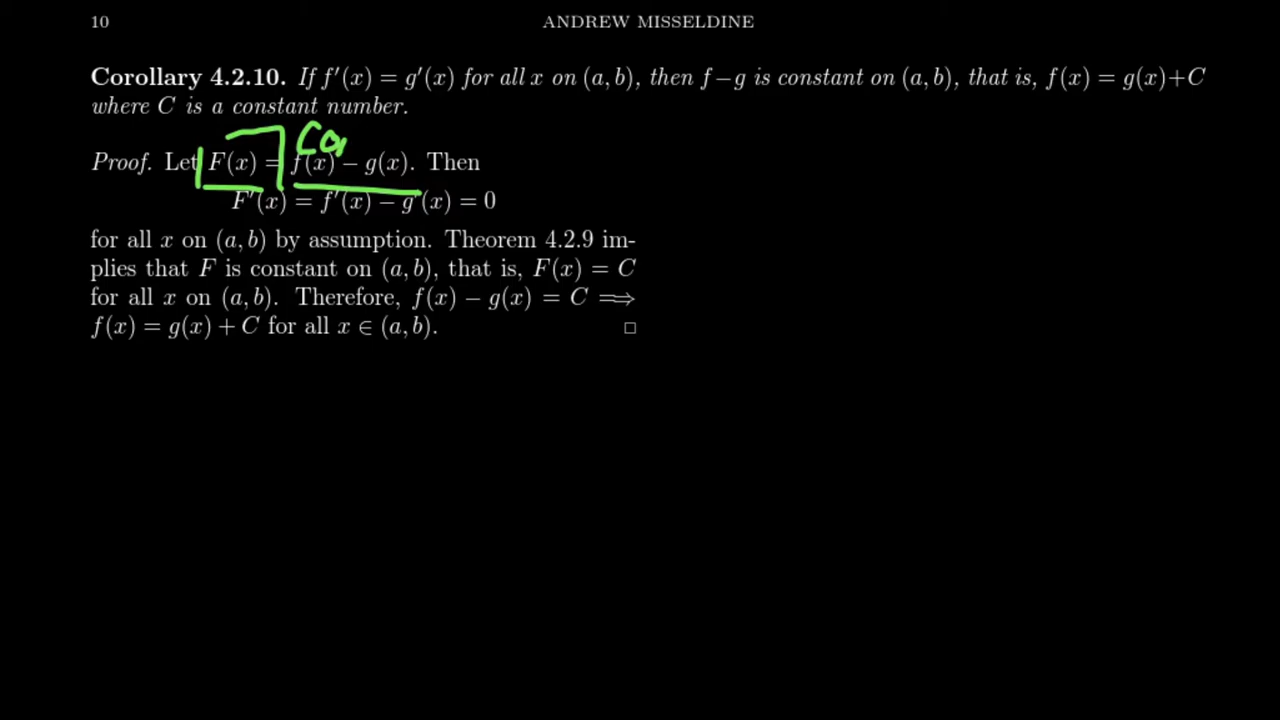 10 ANDREW MISSELDINE
Corollary 4.2.10. If f′(x) = g′(x) for all x on (a, b), then f−g is constant on (a, b), that is, f(x) = g(x)+C
where C is a constant number.
Co
Proof. Let F(x) = f(x) − g(x). Then
F′(x) = f′(x) − g′(x) = 0
for all x on (a, b) by assumption. Theorem 4.2.9 im-
plies that F is constant on (a, b), that is, F(x) = C
for all x on (a, b). Therefore, f(x) − g(x) = C ⟹
f(x) = g(x) + C for all x ∈ (a, b). □